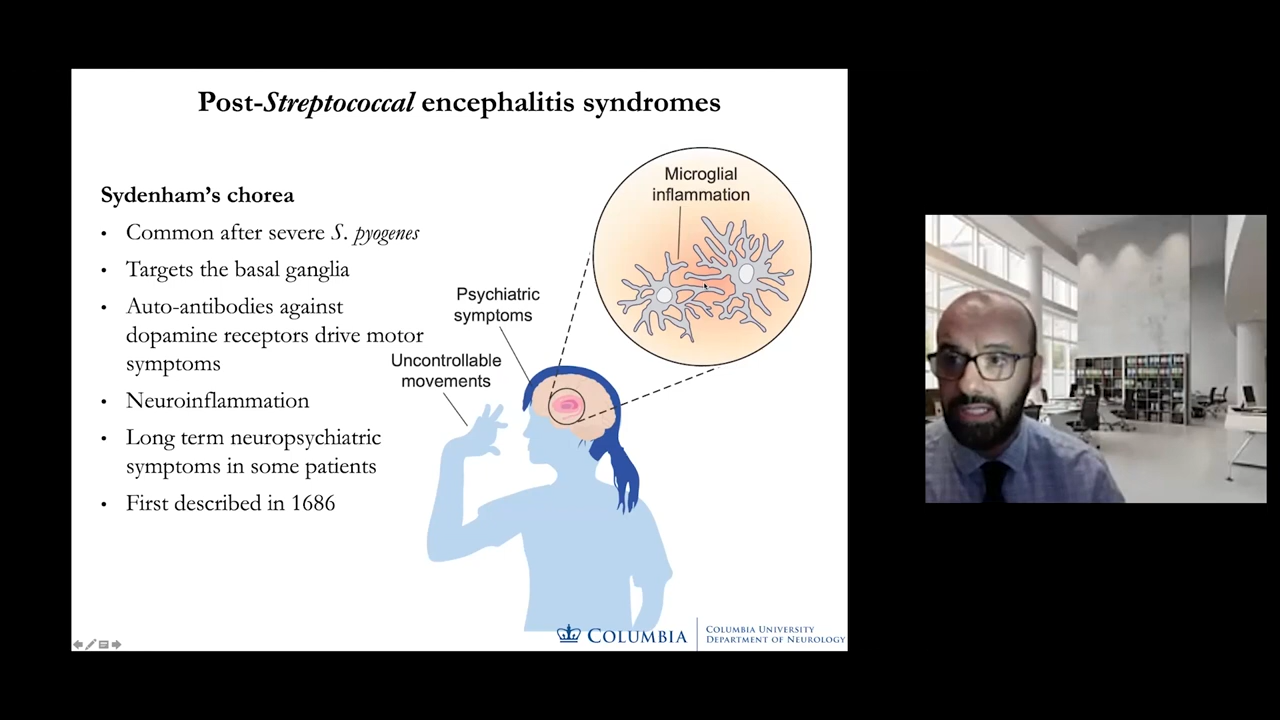 Post-Streptococcal encephalitis syndromes
Sydenham's chorea
• Common after severe S. pyogenes
• Targets the basal ganglia
• Auto-antibodies against
dopamine receptors drive motor
symptoms
• Neuroinflammation
• Long term neuropsychiatric
symptoms in some patients
• First described in 1686
Microglial
inflammation
Psychiatric
symptoms
Uncontrollable
movements
COLUMBIA
COLUMBIA UNIVERSITY
DEPARTMENT OF NEUROLOGY